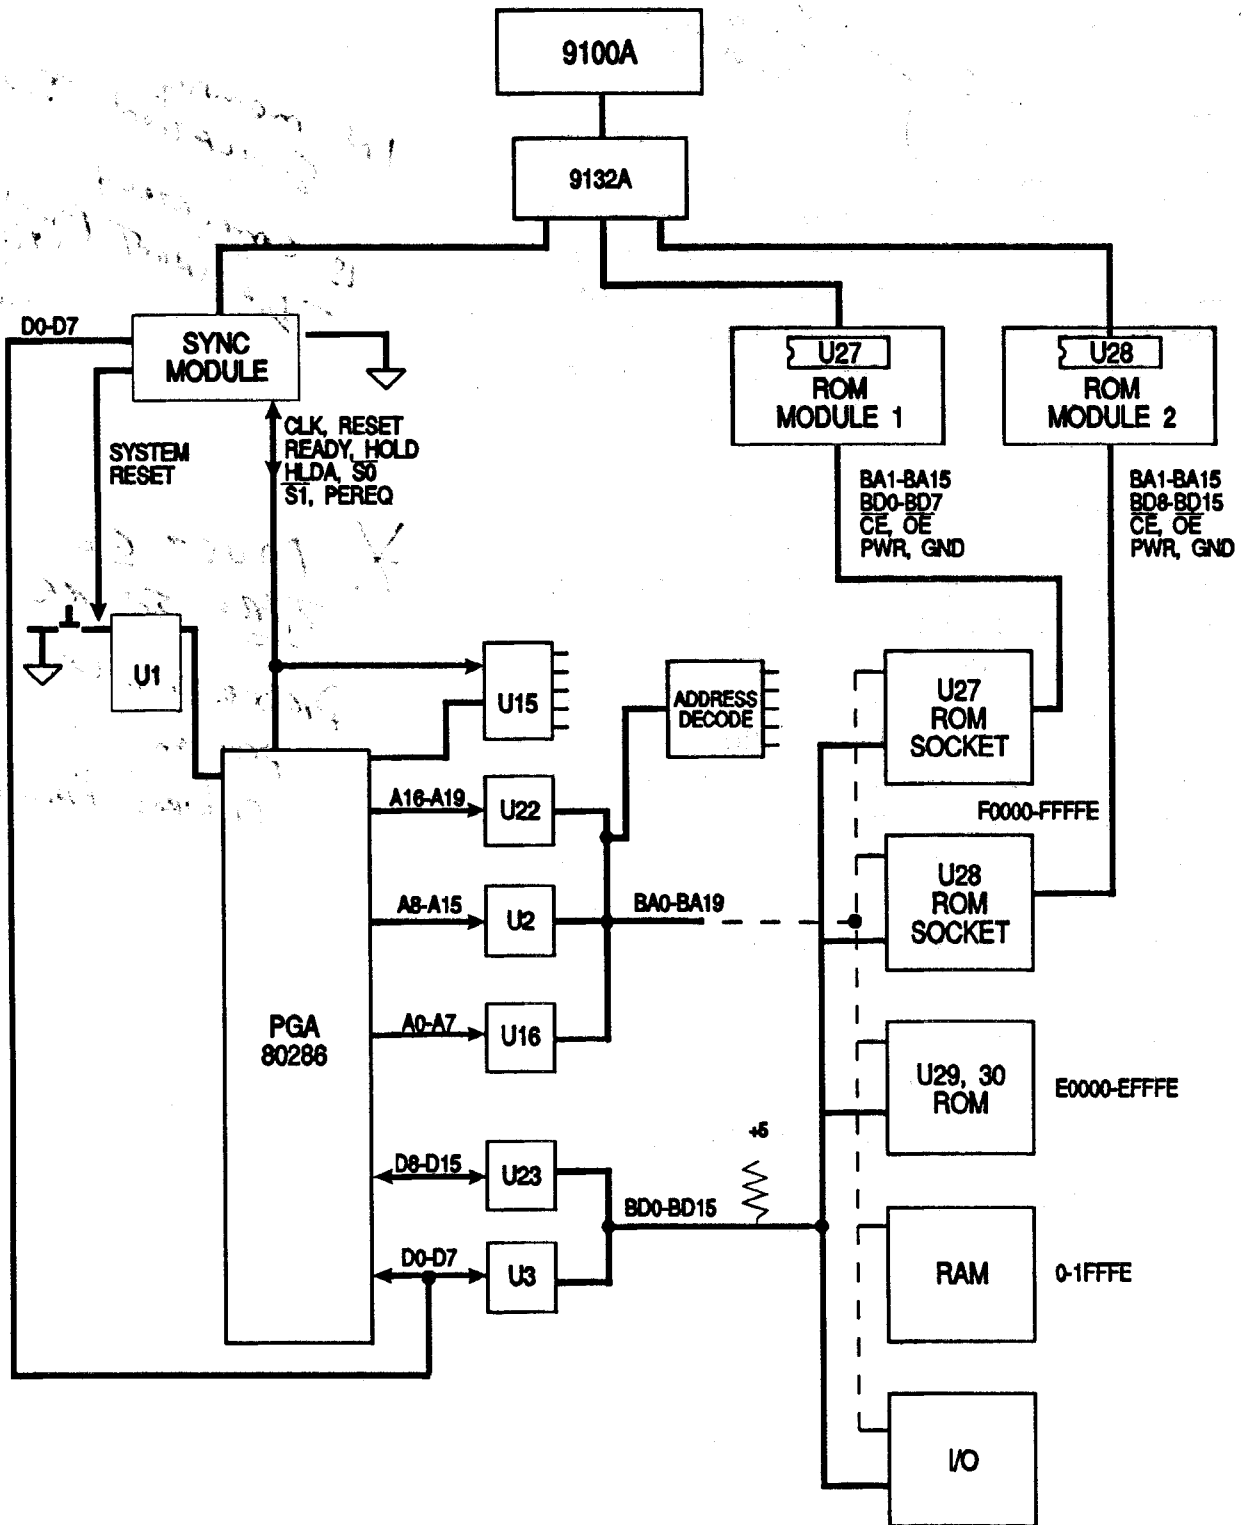 9100A
9132A
D0-D7
SYNC
MODULE
U27
ROM
MODULE 1
U28
ROM
MODULE 2
SYSTEM
RESET
CLK, RESET
READY, HOLD
HLDA, S0
S1, PEREQ
BA1-BA15
BD0-BD7
CE, OE
PWR, GND
BA1-BA15
BD8-BD15
CE, OE
PWR, GND
U1
U15
ADDRESS
DECODE
U27
ROM
SOCKET
A16-A19
U22
F0000-FFFFE
A8-A15
U2
BA0-BA19
U28
ROM
SOCKET
PGA
80286
A0-A7
U16
U29, 30
ROM
E0000-EFFFE
+5
D8-D15
U23
BD0-BD15
D0-D7
U3
RAM
0-1FFFE
I/O